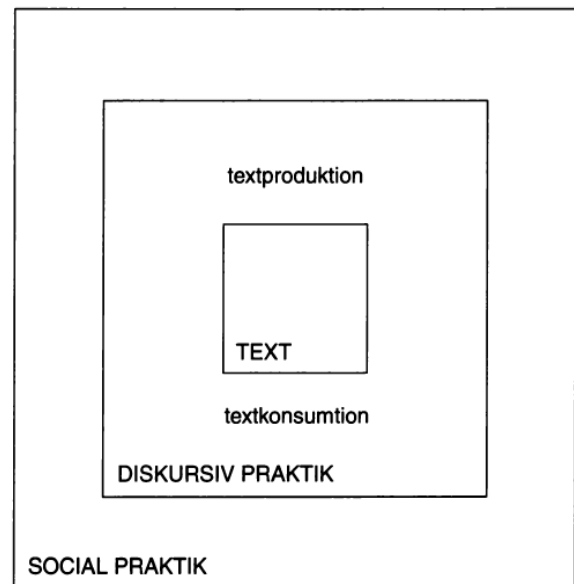 textproduktion
TEXT
textkonsumtion
DISKURSIV PRAKTIK
SOCIAL PRAKTIK